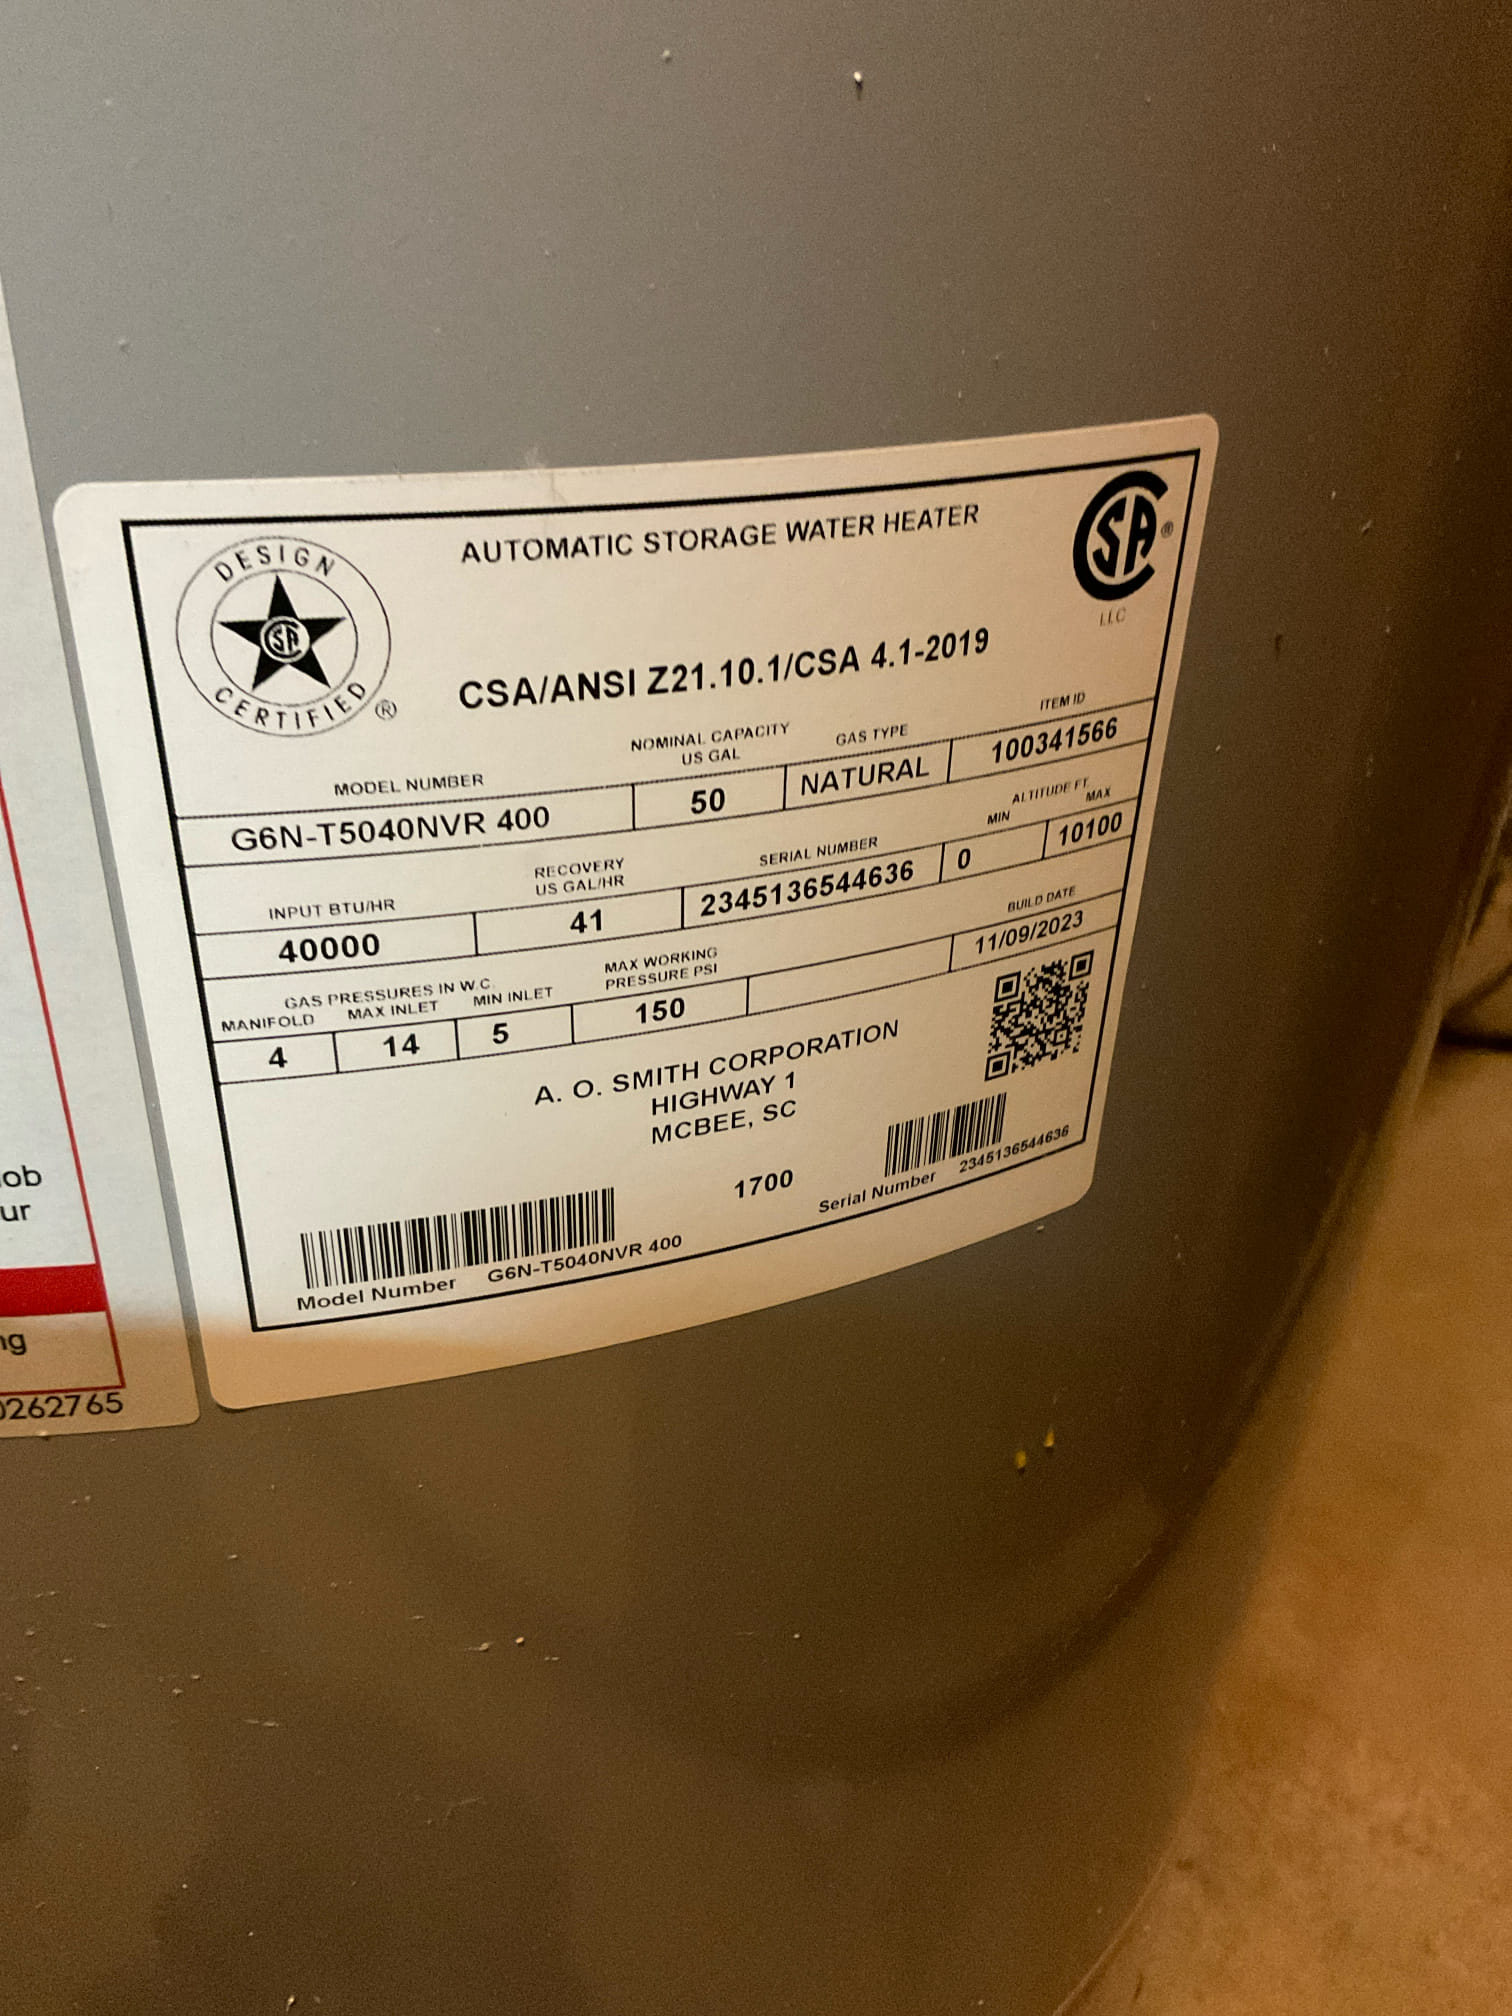 DESIGN
CSA
CERTIFIED®
AUTOMATIC STORAGE WATER HEATER
CSA®
LLC
CSA/ANSI Z21.10.1/CSA 4.1-2019
MODEL NUMBER
NOMINAL CAPACITY
US GAL
GAS TYPE
ITEM ID
G6N-T5040NVR 400
50
NATURAL
100341566
INPUT BTU/HR
RECOVERY
US GAL/HR
SERIAL NUMBER
ALTITUDE FT.
MIN
MAX
40000
41
2345136544636
0
10100
GAS PRESSURES IN W.C.
MANIFOLD
MAX INLET
MIN INLET
MAX WORKING
PRESSURE PSI
BUILD DATE
4
14
5
150
11/09/2023
A. O. SMITH CORPORATION
HIGHWAY 1
MCBEE, SC
1700
Model Number G6N-T5040NVR 400
Serial Number 2345136544636
ob
ur
ng
0262765